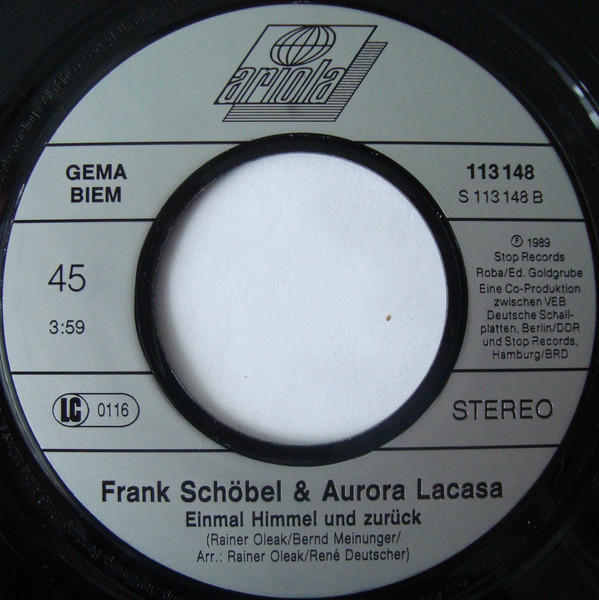 ariola
GEMA
BIEM
113 148
S 113 148 B
45
3:59
℗ 1989
Stop Records
Roba/Ed. Goldgrube
Eine Co-Produktion
zwischen VEB
Deutsche Schall-
platten, Berlin/DDR
und Stop Records,
Hamburg/BRD
LC 0116
STEREO
Frank Schöbel & Aurora Lacasa
Einmal Himmel und zurück
(Rainer Oleak/Bernd Meinunger/
Arr.: Rainer Oleak/René Deutscher)